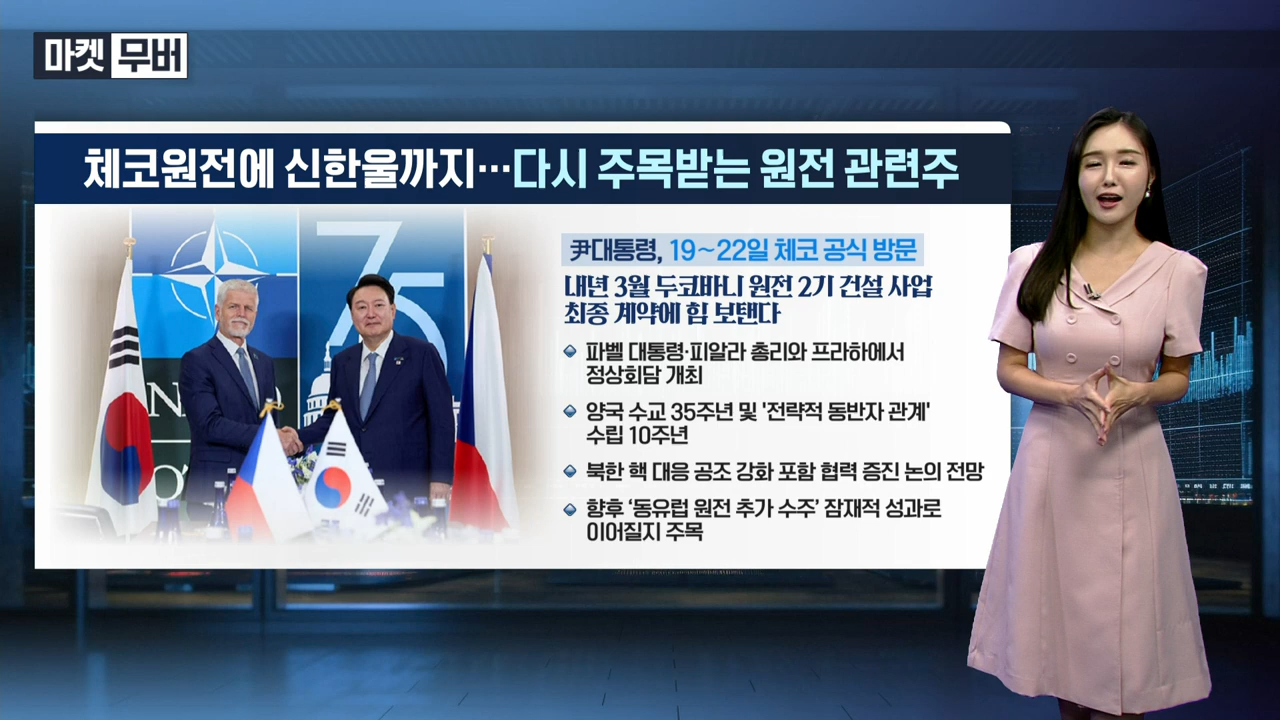 마켓 무버
체코원전에 신한울까지…다시 주목받는 원전 관련주
75
尹대통령, 19~22일 체코 공식 방문
내년 3월 두코바니 원전 2기 건설 사업
최종 계약에 힘 보탠다
파벨 대통령·피알라 총리와 프라하에서
정상회담 개최
양국 수교 35주년 및 '전략적 동반자 관계'
수립 10주년
북한 핵 대응 공조 강화 포함 협력 증진 논의 전망
향후 ‘동유럽 원전 추가 수주’ 잠재적 성과로
이어질지 주목